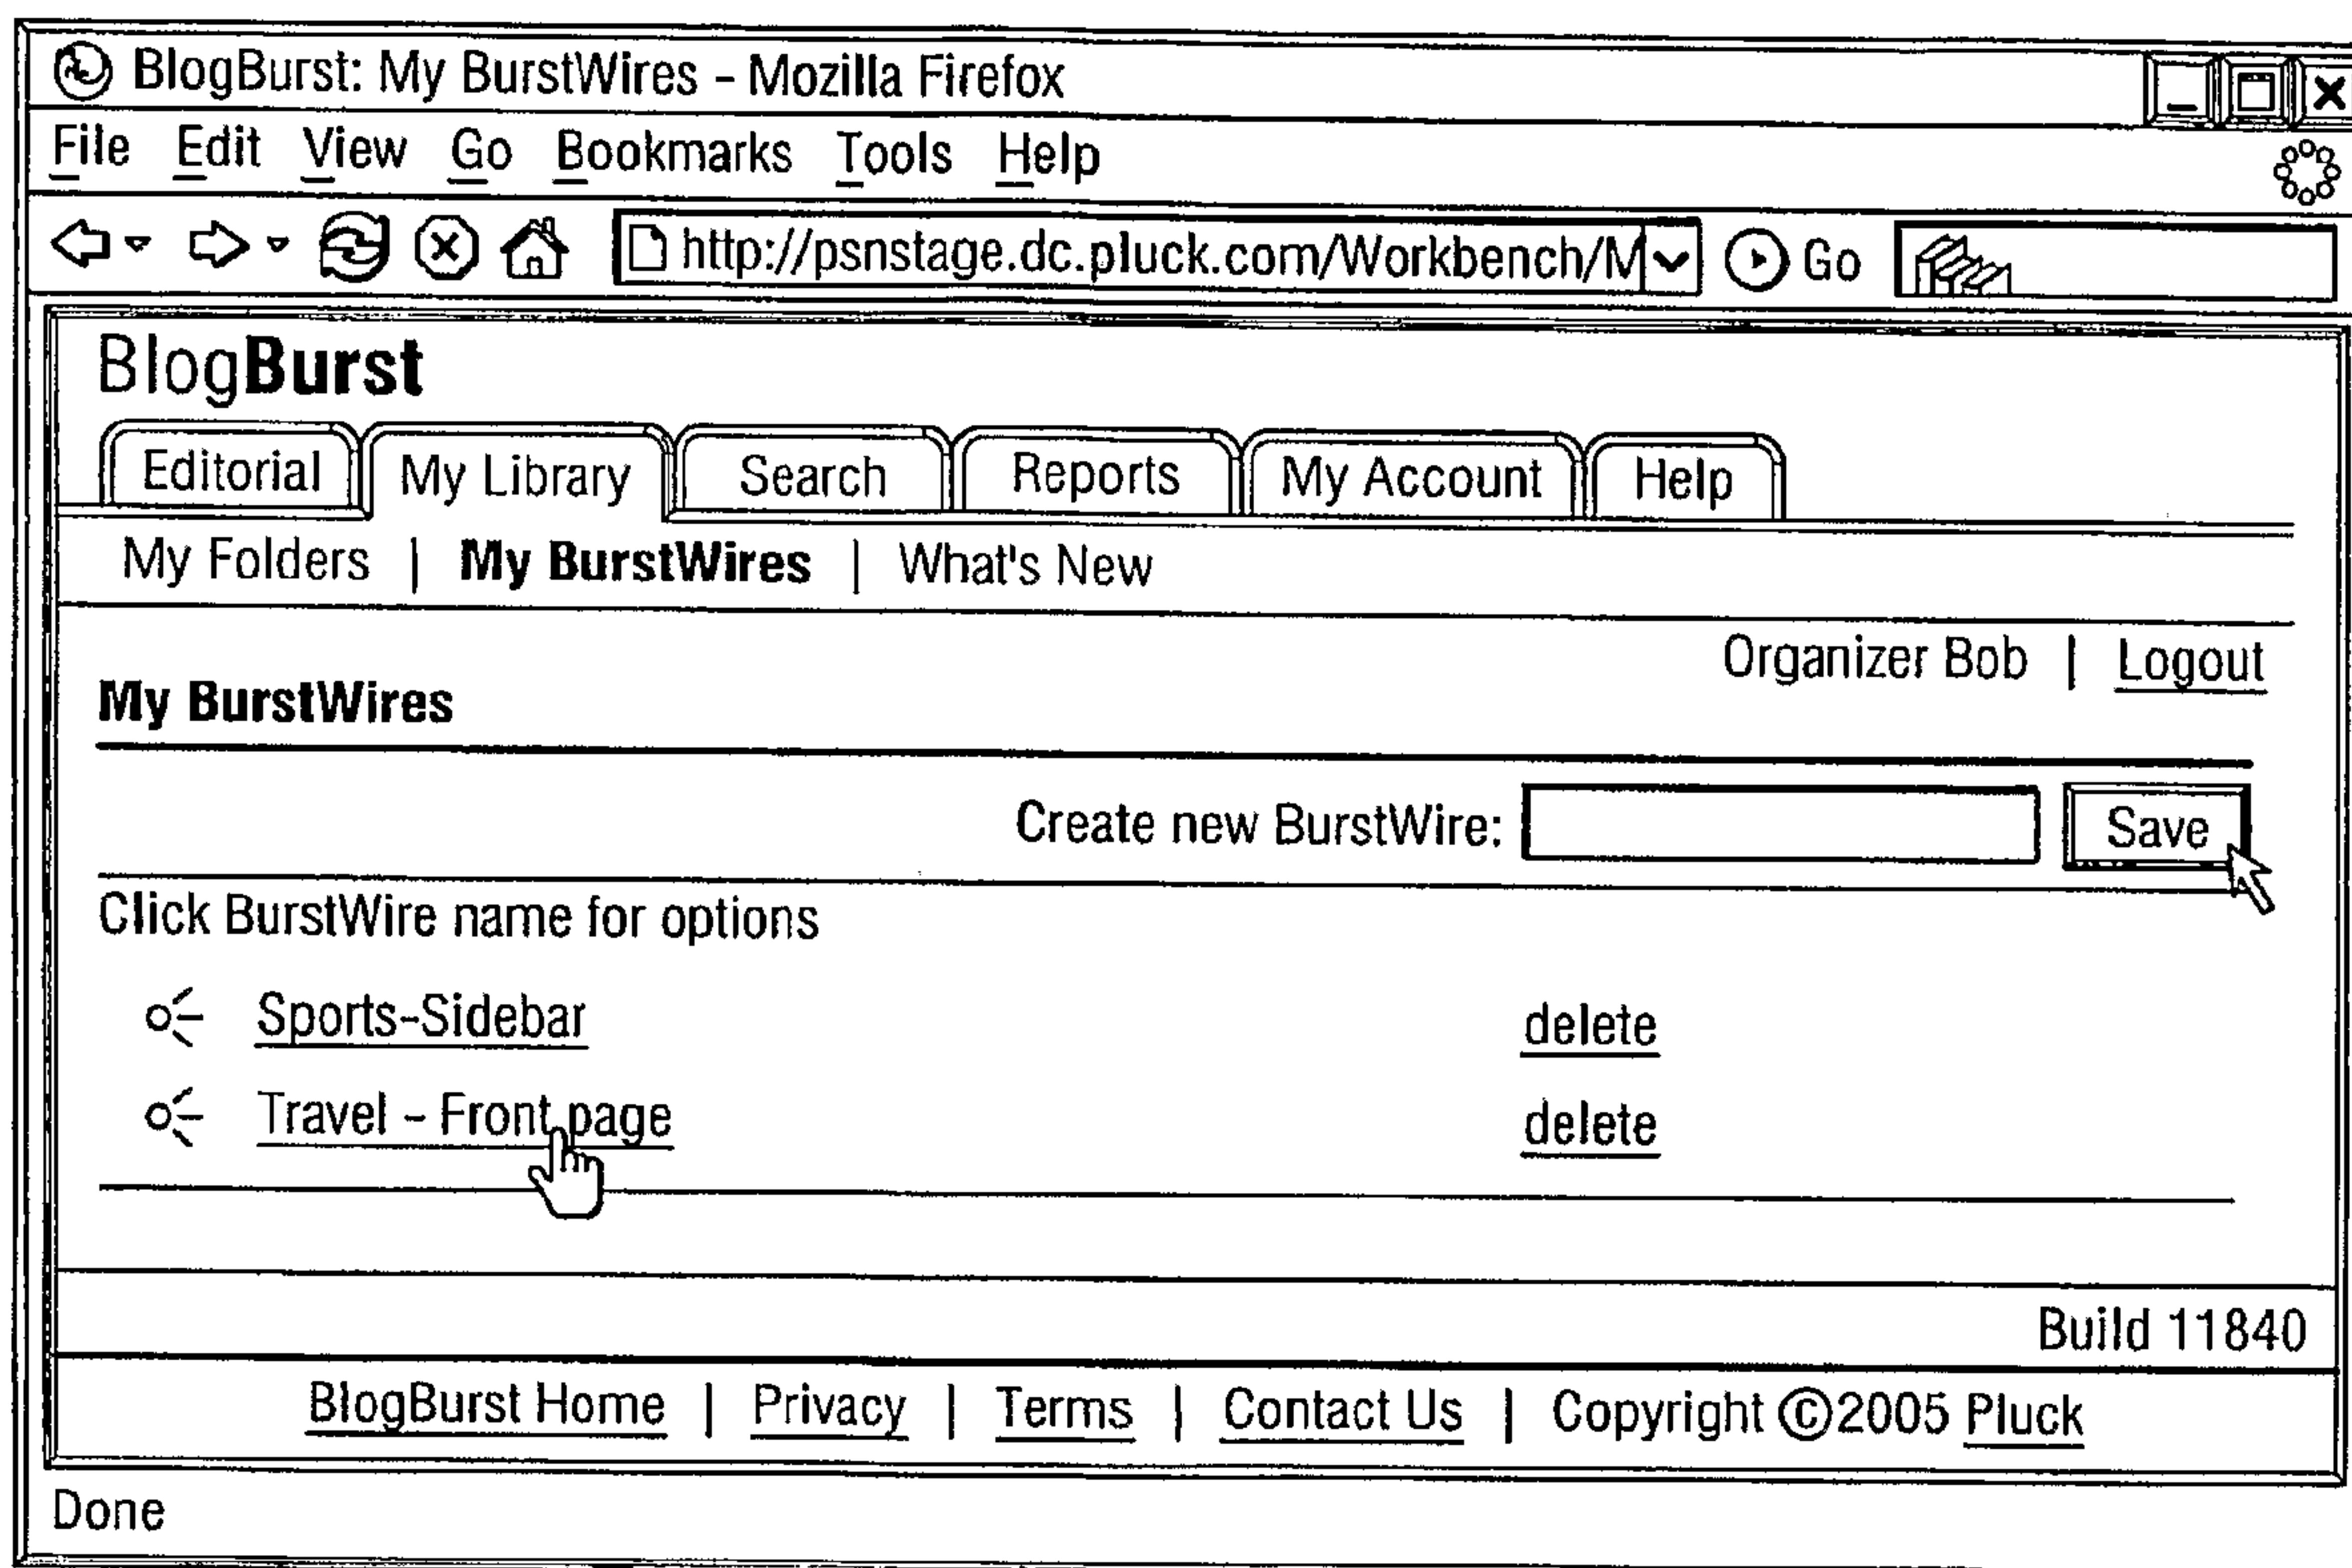 BlogBurst: My BurstWires - Mozilla Firefox
File Edit View Go Bookmarks Tools Help
http://psnstage.dc.pluck.com/Workbench/M Go
BlogBurst
Editorial My Library Search Reports My Account Help
My Folders | My BurstWires | What's New
Organizer Bob | Logout
My BurstWires
Create new BurstWire: Save
Click BurstWire name for options
Sports-Sidebar delete
Travel - Front page delete
Build 11840
BlogBurst Home | Privacy | Terms | Contact Us | Copyright ©2005 Pluck
Done